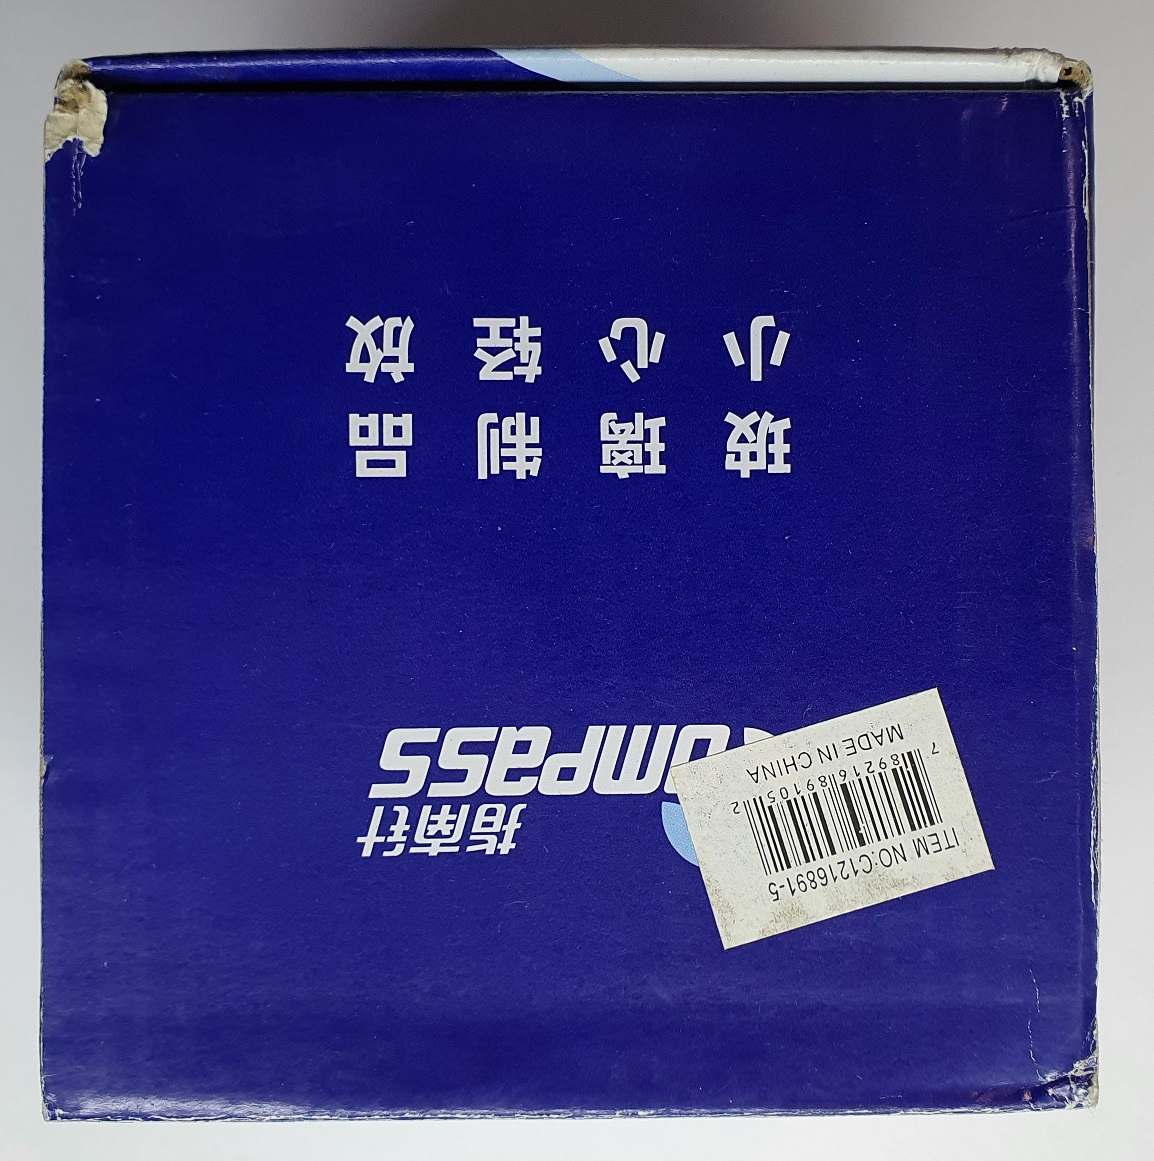 ITEM NO:C1216891-5
7 89216 89105 2
MADE IN CHINA
指南针
Compass
玻璃制品
小心轻放